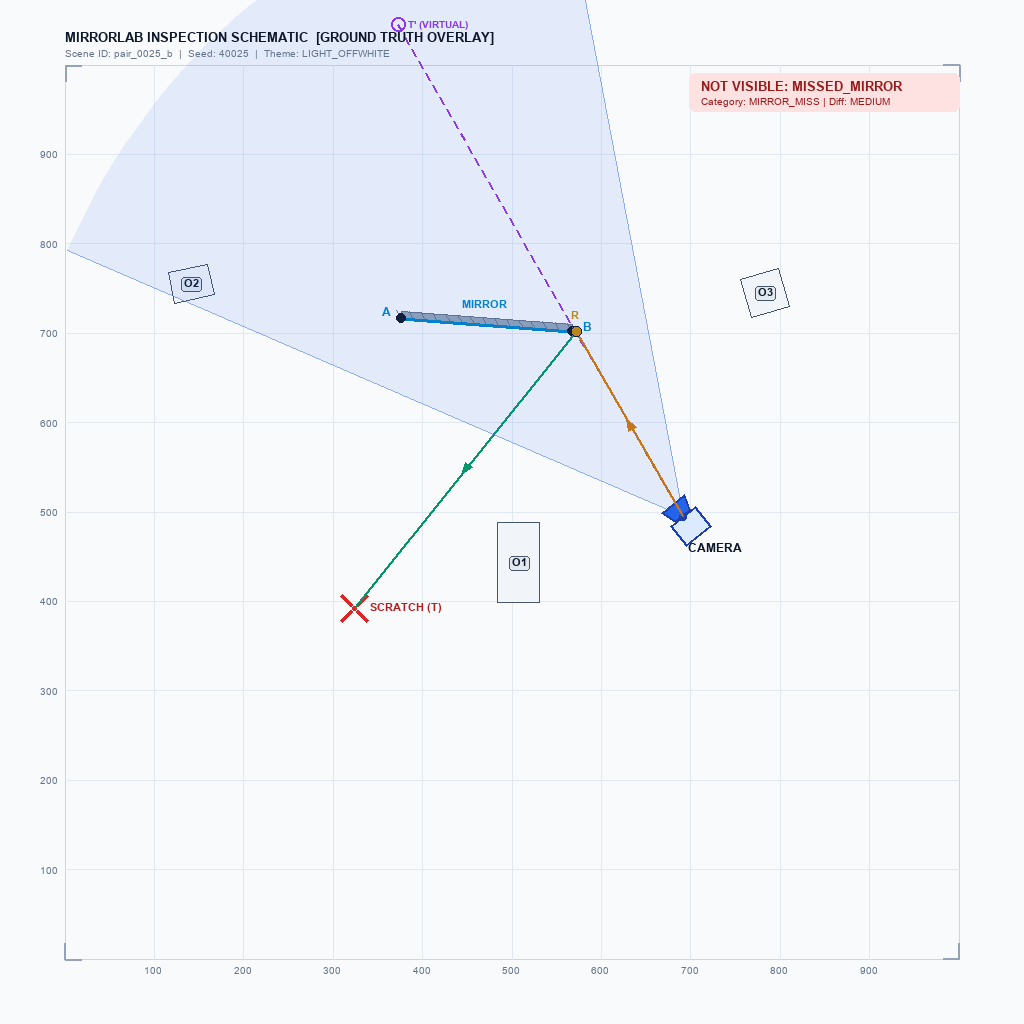 T' (VIRTUAL)
MIRRORLAB INSPECTION SCHEMATIC [GROUND TRUTH OVERLAY]
Scene ID: pair_0025_b | Seed: 40025 | Theme: LIGHT_OFFWHITE
NOT VISIBLE: MISSED_MIRROR
Category: MIRROR_MISS | Diff: MEDIUM
900
800
O2
O3
MIRROR
A
R
B
700
600
500
CAMERA
O1
400
SCRATCH (T)
300
200
100
100 200 300 400 500 600 700 800 900